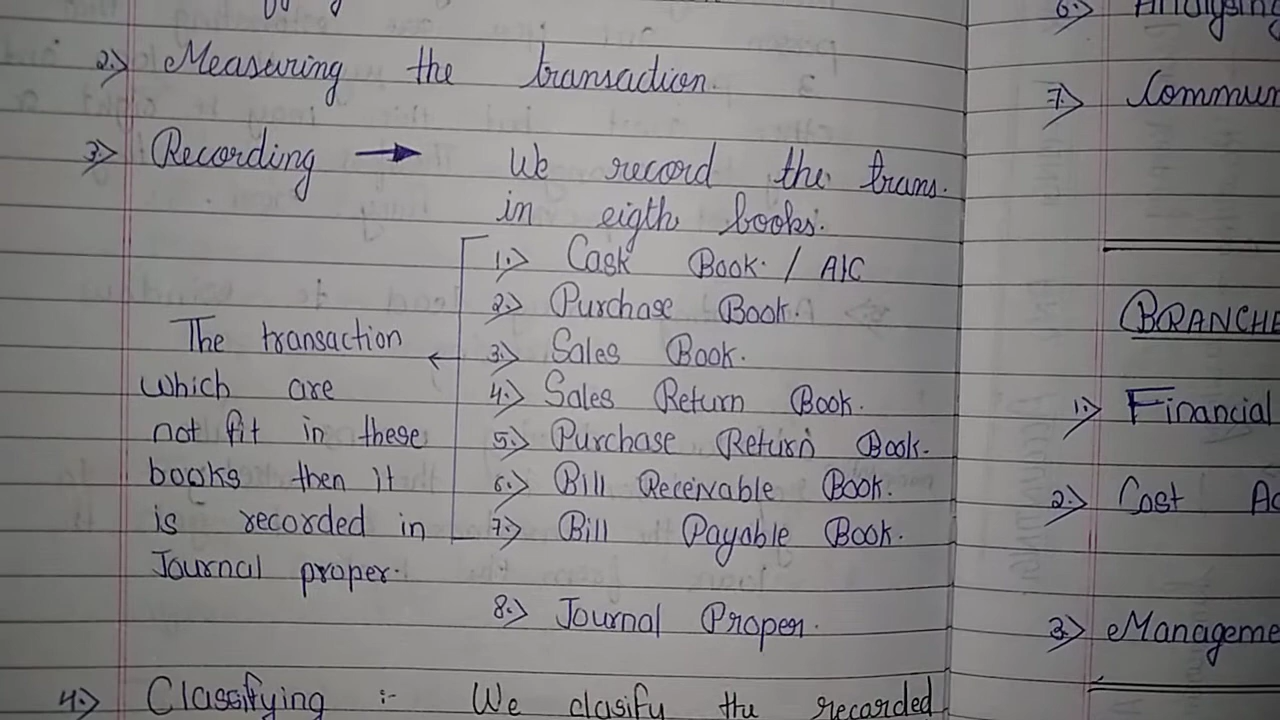 2.) Measuring the transaction.
3.) Recording → We record the trans.
in eigth books.
1.) Cash Book. / A/C
2.) Purchase Book.
3.) Sales Book.
4.) Sales Return Book.
5.) Purchase Return Book.
6.) Bill Receivable Book.
7.) Bill Payable Book.
The transaction
which are
not fit in these
books then it
is recorded in
Journal proper.
8.) Journal Proper.
4.) Classifying :- We clasify the recorded
6.) Analysing
7.) Commun
BRANCHE
1.) Financial
2.) Cost Ac
3.) Manageme